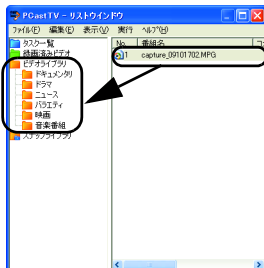 PCastTV - リストウインドウ
ファイル(F) 編集(E) 表示(V) 実行 ヘルプ(H)
タスク一覧
録画済みビデオ
ビデオライブラリ
ドキュメンタリ
ドラマ
ニュース
バラエティ
映画
音楽番組
スナップライブラリ
No. 番組名
1 capture_09101702.MPG